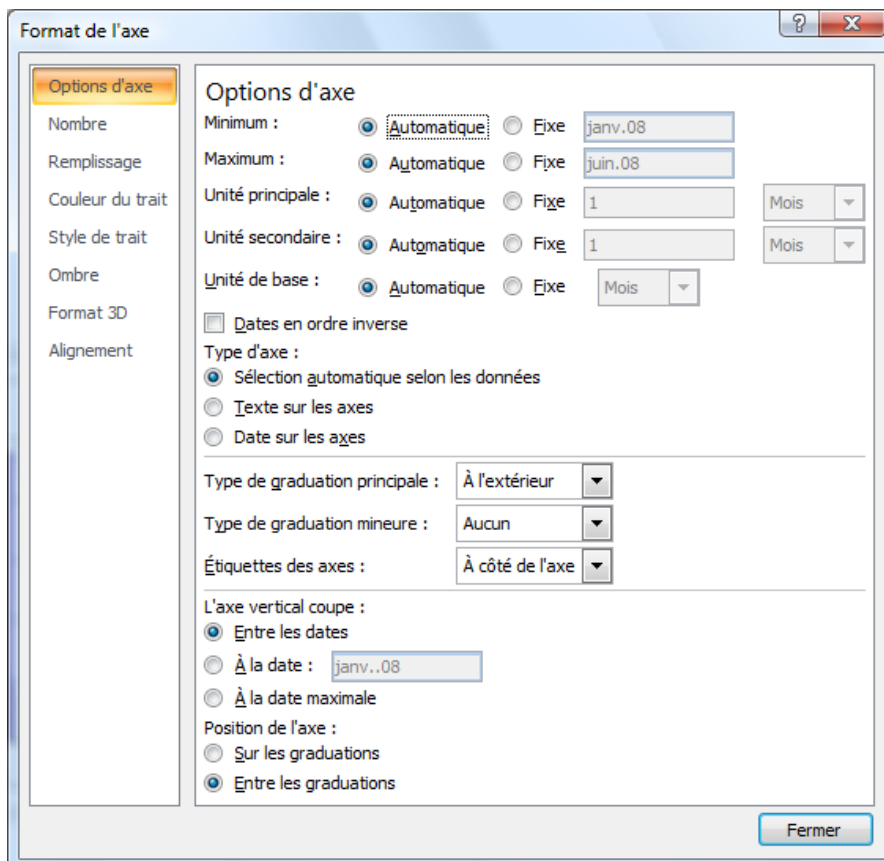 Format de l'axe
Options d'axe
Nombre
Remplissage
Couleur du trait
Style de trait
Ombre
Format 3D
Alignement
Options d'axe
Minimum : Automatique Fixe janv.08
Maximum : Automatique Fixe juin.08
Unité principale : Automatique Fixe 1 Mois
Unité secondaire : Automatique Fixe 1 Mois
Unité de base : Automatique Fixe Mois
Dates en ordre inverse
Type d'axe :
Sélection automatique selon les données
Texte sur les axes
Date sur les axes
Type de graduation principale : À l'extérieur
Type de graduation mineure : Aucun
Étiquettes des axes : À côté de l'axe
L'axe vertical coupe :
Entre les dates
À la date : janv..08
À la date maximale
Position de l'axe :
Sur les graduations
Entre les graduations
Fermer